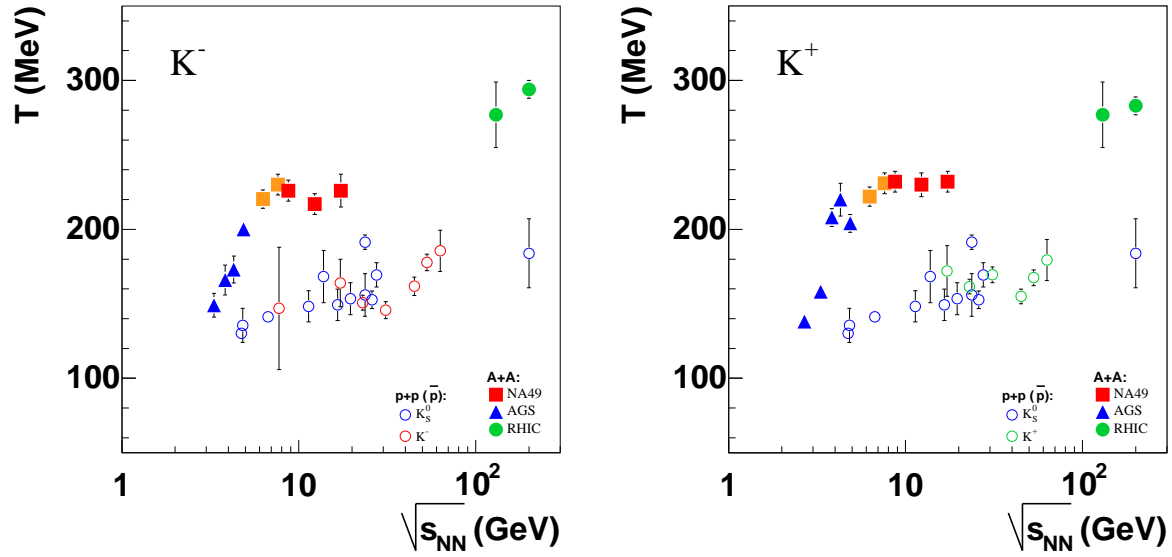 T (MeV)
K⁻
300
200
100
1
10
10²
√s_NN (GeV)
p+p (p̄):
K⁰_S
K⁻
A+A:
NA49
AGS
RHIC
T (MeV)
K⁺
300
200
100
1
10
10²
√s_NN (GeV)
p+p (p̄):
K⁰_S
K⁺
A+A:
NA49
AGS
RHIC